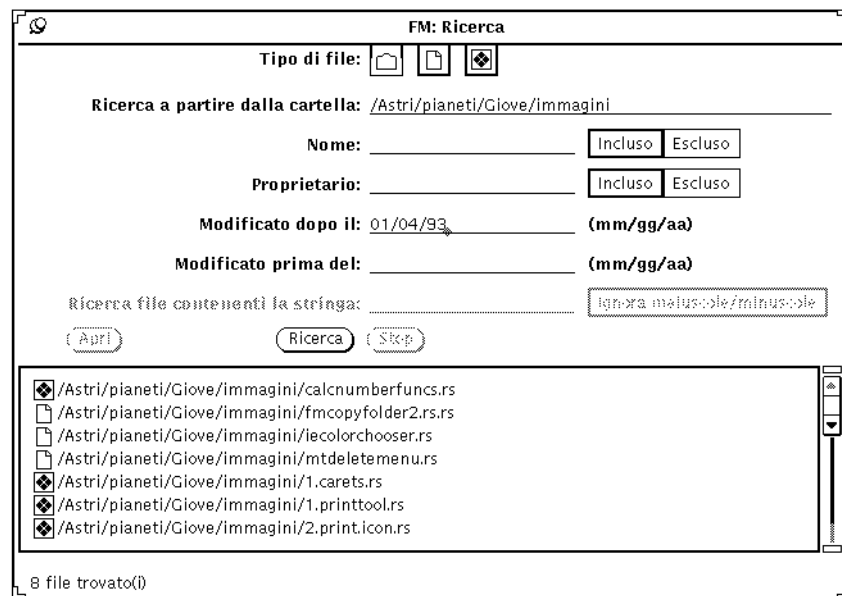 FM: Ricerca
Tipo di file:
Ricerca a partire dalla cartella: /Astri/pianeti/Giove/immagini
Nome: Incluso Escluso
Proprietario: Incluso Escluso
Modificato dopo il: 01/04/93 (mm/gg/aa)
Modificato prima del: (mm/gg/aa)
Ricerca file contenenti la stringa: Ignora maiuscole/minuscole
Apri Ricerca Stop
/Astri/pianeti/Giove/immagini/calcnumberfuncs.rs
/Astri/pianeti/Giove/immagini/fmcopyfolder2.rs.rs
/Astri/pianeti/Giove/immagini/iecolorchooser.rs
/Astri/pianeti/Giove/immagini/mtdeletemenu.rs
/Astri/pianeti/Giove/immagini/1.carets.rs
/Astri/pianeti/Giove/immagini/1.printtool.rs
/Astri/pianeti/Giove/immagini/2.print.icon.rs
8 file trovato(i)